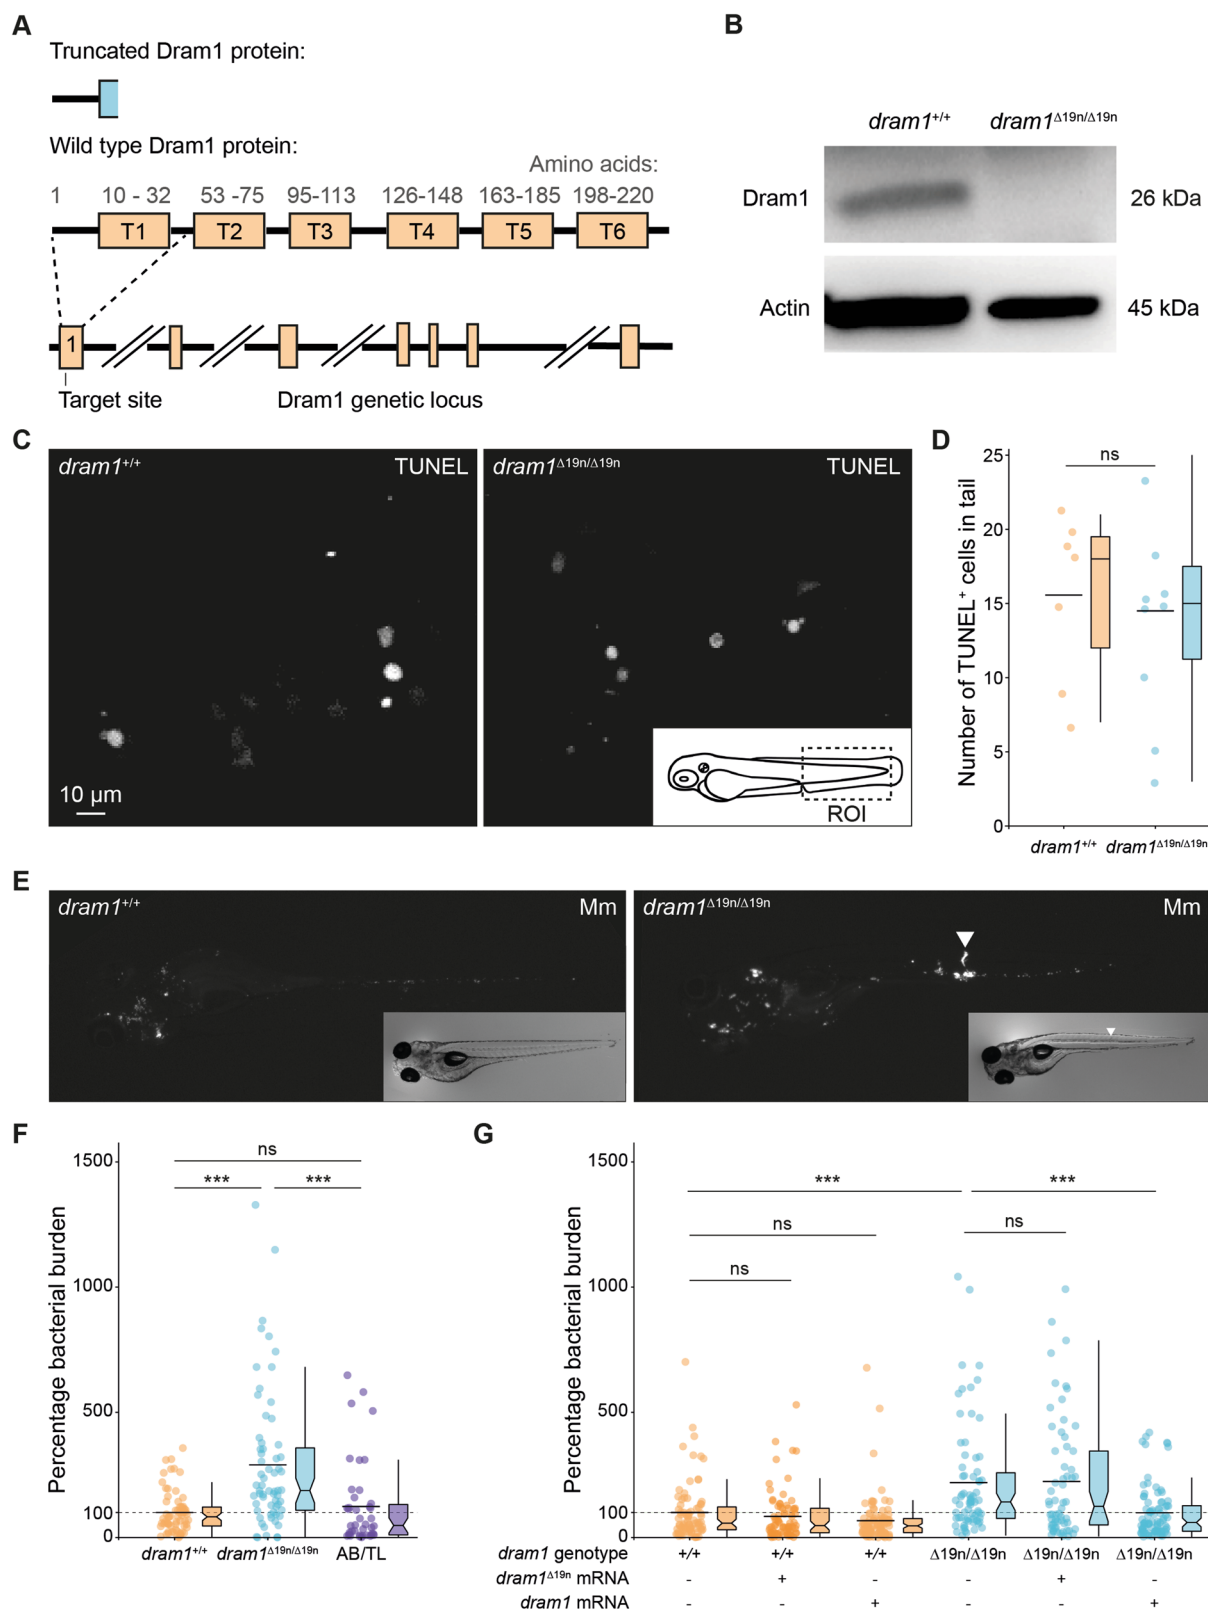 A
Truncated Dram1 protein:
Wild type Dram1 protein:
Amino acids:
1 10 - 32 53 -75 95-113 126-148 163-185 198-220
T1 T2 T3 T4 T5 T6
1
Target site Dram1 genetic locus
B
dram1+/+ dram1Δ19n/Δ19n
Dram1 26 kDa
Actin 45 kDa
C
dram1+/+ TUNEL
dram1Δ19n/Δ19n TUNEL
10 µm
ROI
D
Number of TUNEL+ cells in tail
25
20
15
10
5
0
ns
dram1+/+ dram1Δ19n/Δ19n
E
dram1+/+ Mm
dram1Δ19n/Δ19n Mm
F
Percentage bacterial burden
1500
1000
500
100
0
ns
*** ***
dram1+/+ dram1Δ19n/Δ19n AB/TL
G
Percentage bacterial burden
1500
1000
500
100
0
*** ***
ns ns
ns
dram1 genotype +/+ +/+ +/+ Δ19n/Δ19n Δ19n/Δ19n Δ19n/Δ19n
dram1Δ19n mRNA - + - - + -
dram1 mRNA - - + - - +